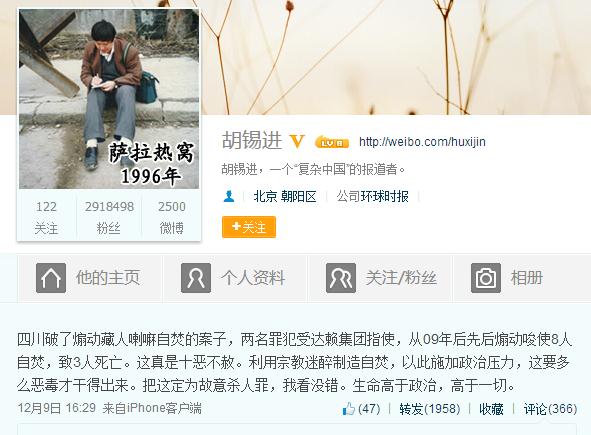 萨拉热窝
1996年
胡锡进 V LV 8 http://weibo.com/huxijin
胡锡进，一个“复杂中国”的报道者。
北京 朝阳区 公司环球时报
+关注
122 2918498 2500
关注 粉丝 微博
他的主页 个人资料 关注/粉丝 相册
四川破了煽动藏人喇嘛自焚的案子，两名罪犯受达赖集团指使，从09年后先后煽动唆使8人
自焚，致3人死亡。这真是十恶不赦。利用宗教迷醉制造自焚，以此施加政治压力，这要多
么恶毒才干得出来。把这定为故意杀人罪，我看没错。生命高于政治，高于一切。
12月9日 16:29 来自iPhone客户端 (47) 转发(1958) 收藏 评论(366)